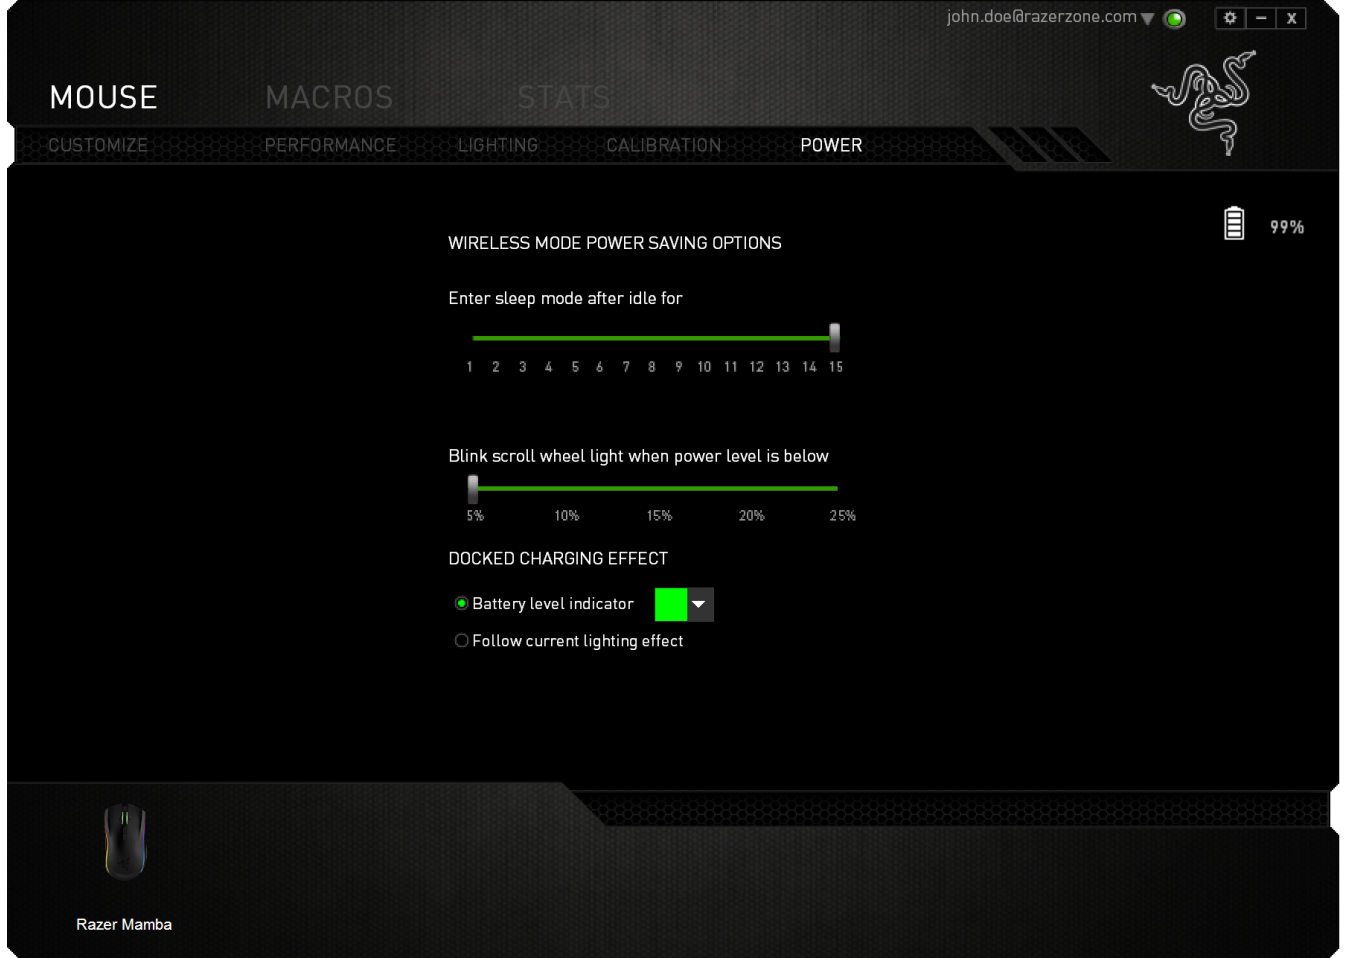 john.doe@razerzone.com
X
MOUSE MACROS STATS
CUSTOMIZE PERFORMANCE LIGHTING CALIBRATION POWER
99%
WIRELESS MODE POWER SAVING OPTIONS
Enter sleep mode after idle for
1 2 3 4 5 6 7 8 9 10 11 12 13 14 15
Blink scroll wheel light when power level is below
5% 10% 15% 20% 25%
DOCKED CHARGING EFFECT
Battery level indicator
Follow current lighting effect
Razer Mamba